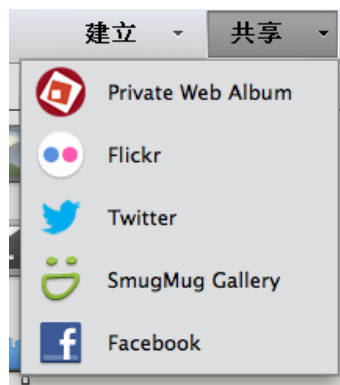 建立 共享
Private Web Album
Flickr
Twitter
SmugMug Gallery
Facebook